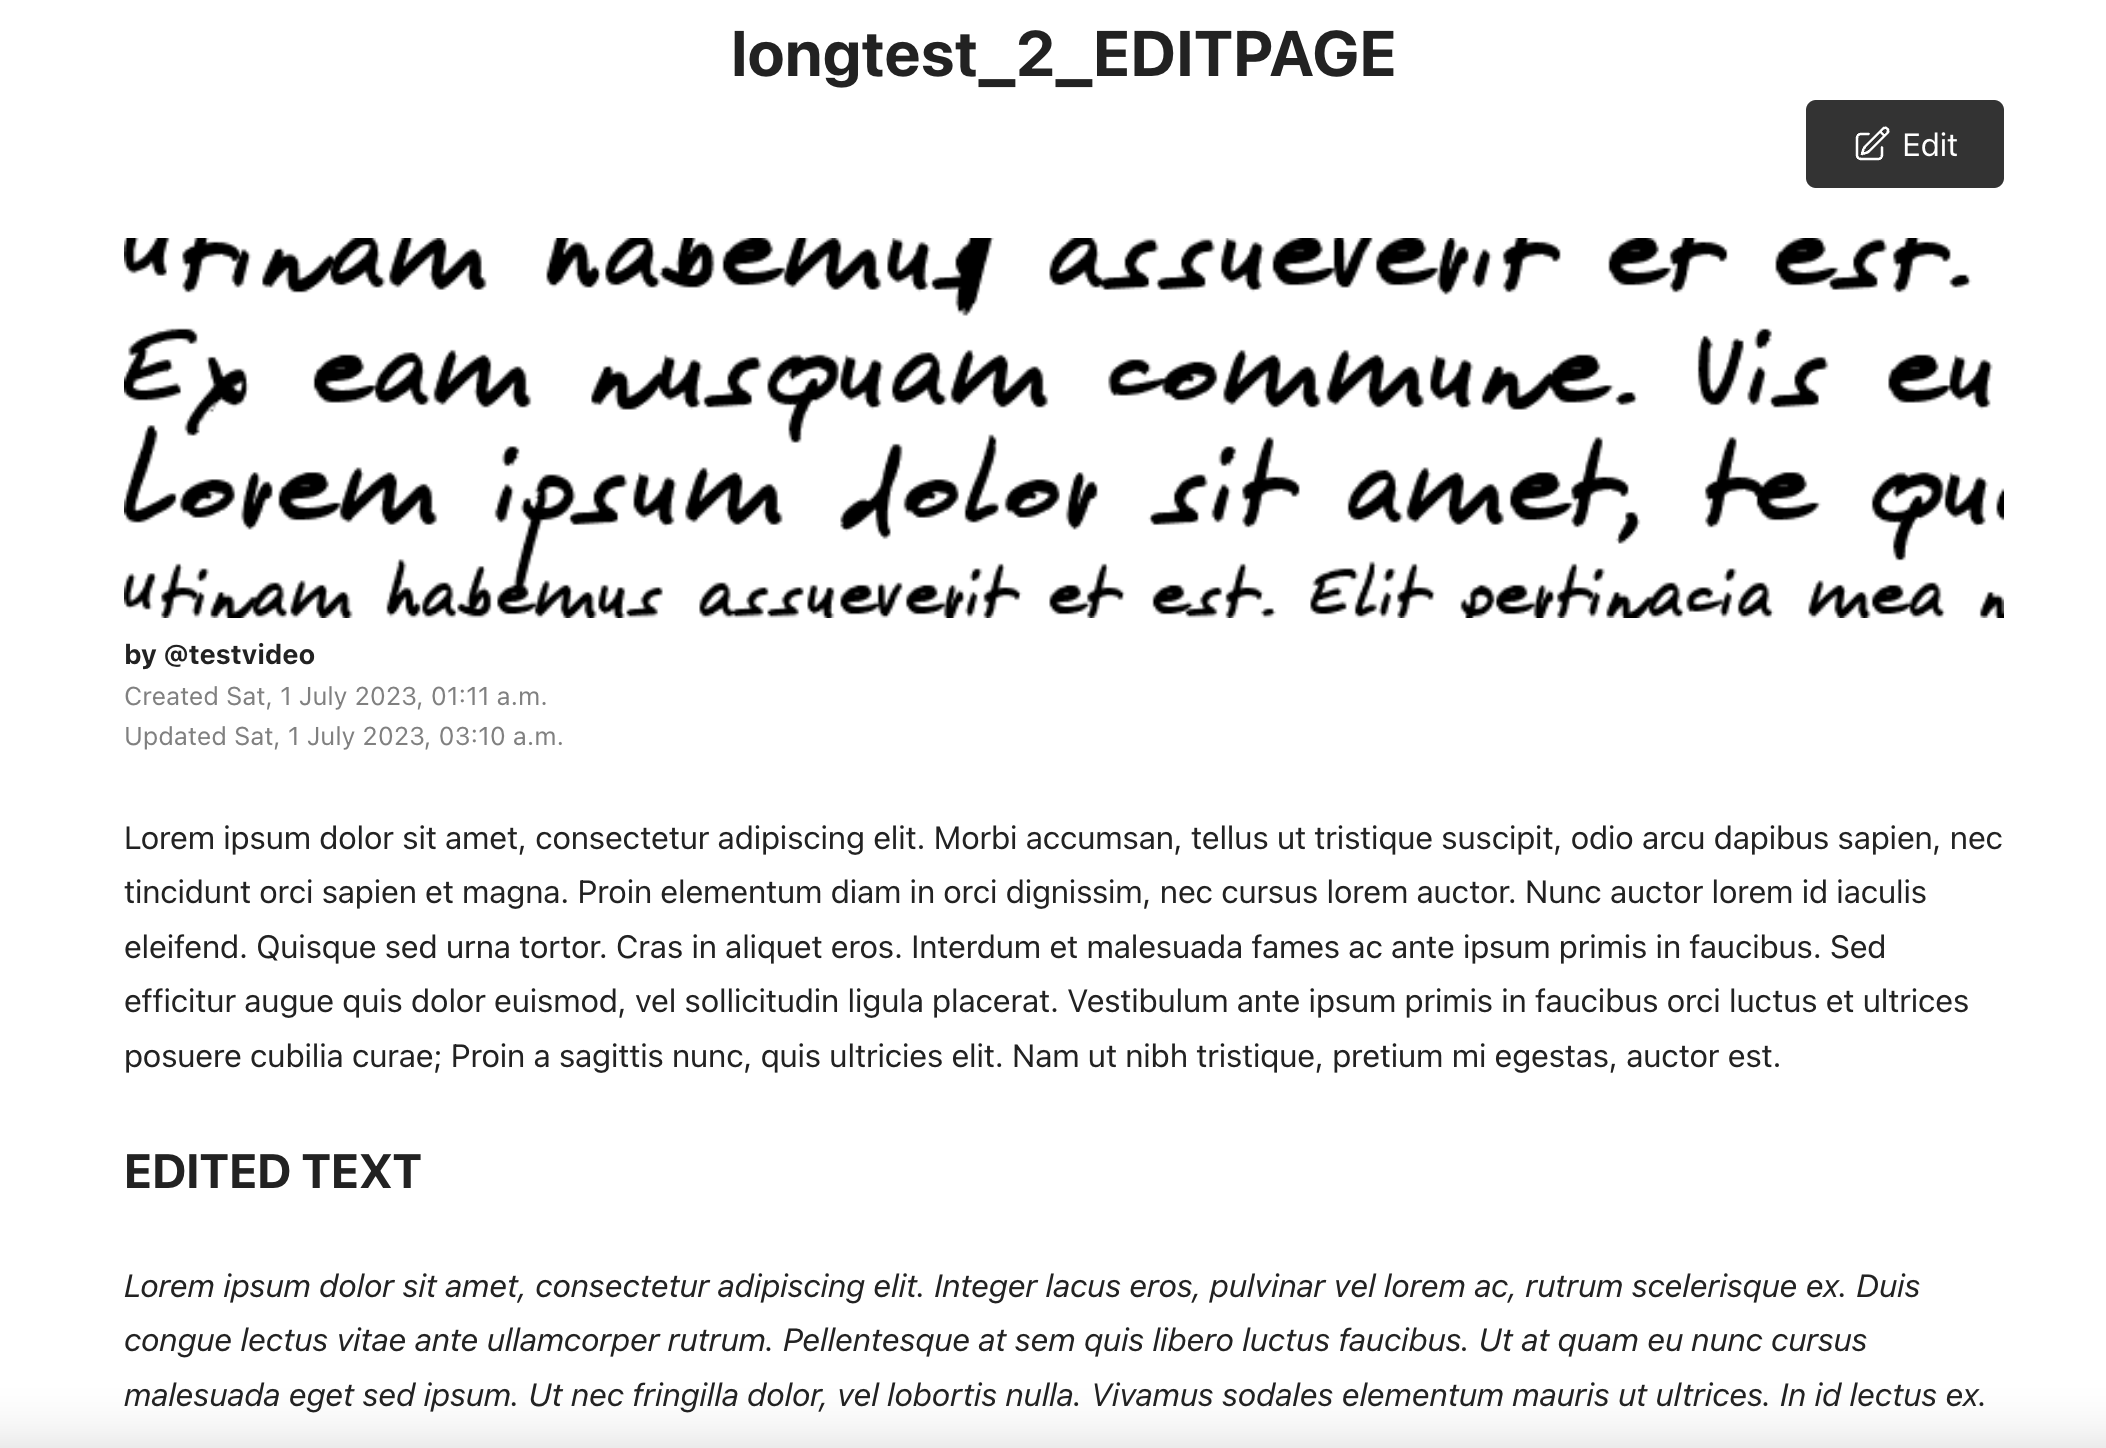 longtest_2_EDITPAGE
Edit
utinam habemus assueverit et est.
Ex eam nusquam commune. Vis eu
Lorem ipsum dolor sit amet, te
utinam habemus assueverit et est. Elit pertinacia mea
by @testvideo
Created Sat, 1 July 2023, 01:11 a.m.
Updated Sat, 1 July 2023, 03:10 a.m.
Lorem ipsum dolor sit amet, consectetur adipiscing elit. Morbi accumsan, tellus ut tristique suscipit, odio arcu dapibus sapien, nec
tincidunt orci sapien et magna. Proin elementum diam in orci dignissim, nec cursus lorem auctor. Nunc auctor lorem id iaculis
eleifend. Quisque sed urna tortor. Cras in aliquet eros. Interdum et malesuada fames ac ante ipsum primis in faucibus. Sed
efficitur augue quis dolor euismod, vel sollicitudin ligula placerat. Vestibulum ante ipsum primis in faucibus orci luctus et ultrices
posuere cubilia curae; Proin a sagittis nunc, quis ultricies elit. Nam ut nibh tristique, pretium mi egestas, auctor est.
EDITED TEXT
Lorem ipsum dolor sit amet, consectetur adipiscing elit. Integer lacus eros, pulvinar vel lorem ac, rutrum scelerisque ex. Duis
congue lectus vitae ante ullamcorper rutrum. Pellentesque at sem quis libero luctus faucibus. Ut at quam eu nunc cursus
malesuada eget sed ipsum. Ut nec fringilla dolor, vel lobortis nulla. Vivamus sodales elementum mauris ut ultrices. In id lectus ex.